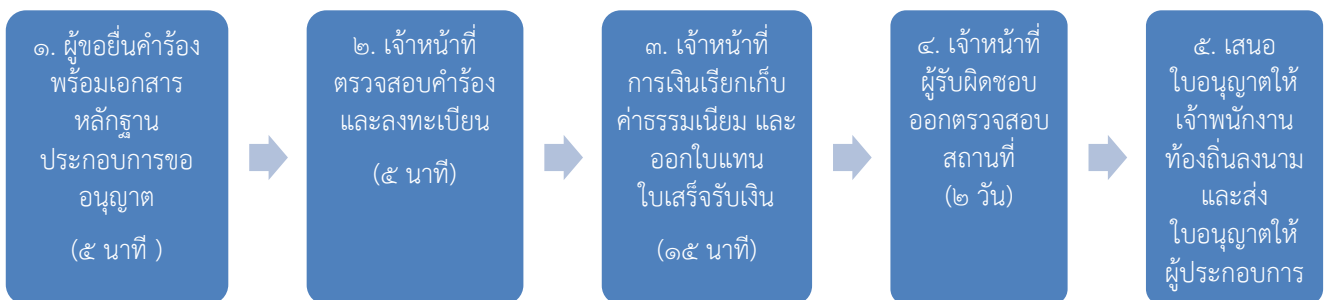 ๑. ผู้ขอยื่นคำร้อง
พร้อมเอกสาร
หลักฐาน
ประกอบการขอ
อนุญาต
(๕ นาที )
๒. เจ้าหน้าที่
ตรวจสอบคำร้อง
และลงทะเบียน
(๕ นาที)
๓. เจ้าหน้าที่
การเงินเรียกเก็บ
ค่าธรรมเนียม และ
ออกใบแทน
ใบเสร็จรับเงิน
(๑๕ นาที)
๔. เจ้าหน้าที่
ผู้รับผิดชอบ
ออกตรวจสอบ
สถานที่
(๒ วัน)
๕. เสนอ
ใบอนุญาตให้
เจ้าพนักงาน
ท้องถิ่นลงนาม
และส่ง
ใบอนุญาตให้
ผู้ประกอบการ